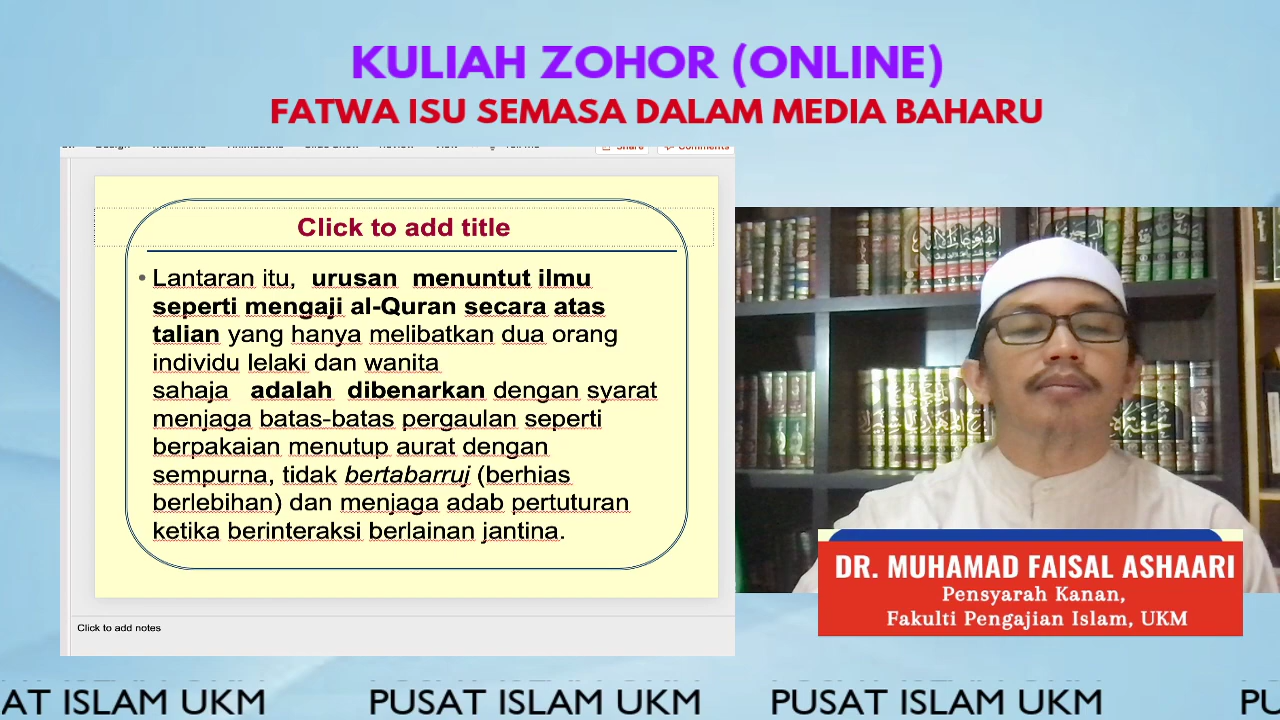 KULIAH ZOHOR (ONLINE)
FATWA ISU SEMASA DALAM MEDIA BAHARU
Share
Comments
Click to add title
• Lantaran itu, urusan menuntut ilmu
seperti mengaji al-Quran secara atas
talian yang hanya melibatkan dua orang
individu lelaki dan wanita
sahaja adalah dibenarkan dengan syarat
menjaga batas-batas pergaulan seperti
berpakaian menutup aurat dengan
sempurna, tidak bertabarruj (berhias
berlebihan) dan menjaga adab pertuturan
ketika berinteraksi berlainan jantina.
Click to add notes
DR. MUHAMAD FAISAL ASHAARI
Pensyarah Kanan,
Fakulti Pengajian Islam, UKM
AT ISLAM UKM PUSAT ISLAM UKM PUSAT ISLAM UKM PU